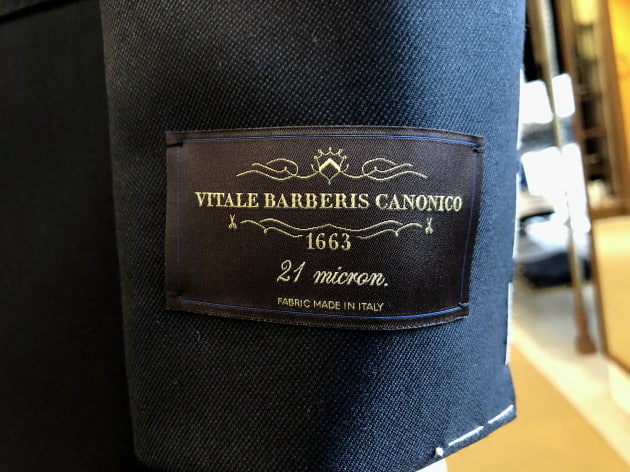 VITALE BARBERIS CANONICO
1663
21 micron.
FABRIC MADE IN ITALY